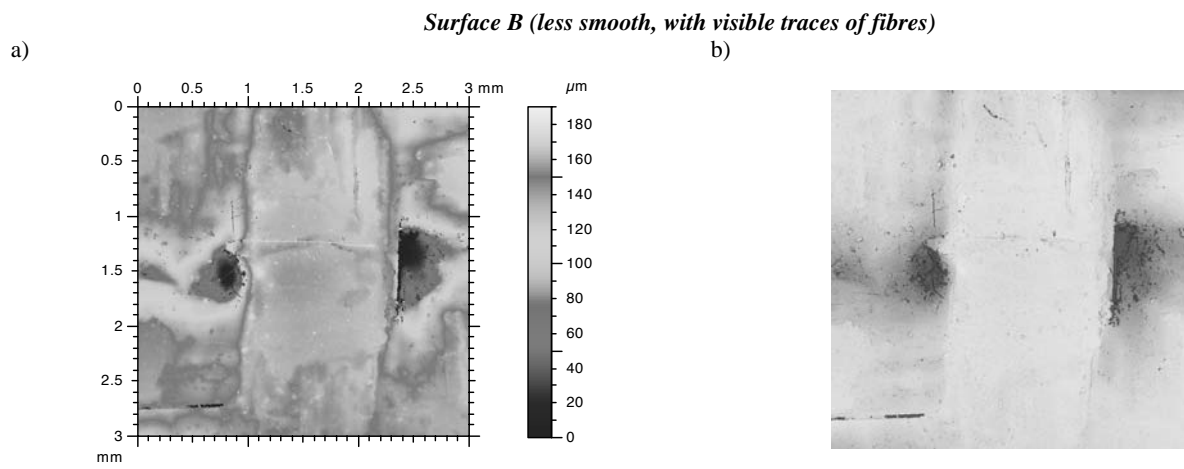 Surface B (less smooth, with visible traces of fibres)
a)
b)
0 0.5 1 1.5 2 2.5 3 mm
0
0.5
1
1.5
2
2.5
3
mm
µm
180
160
140
120
100
80
60
40
20
0